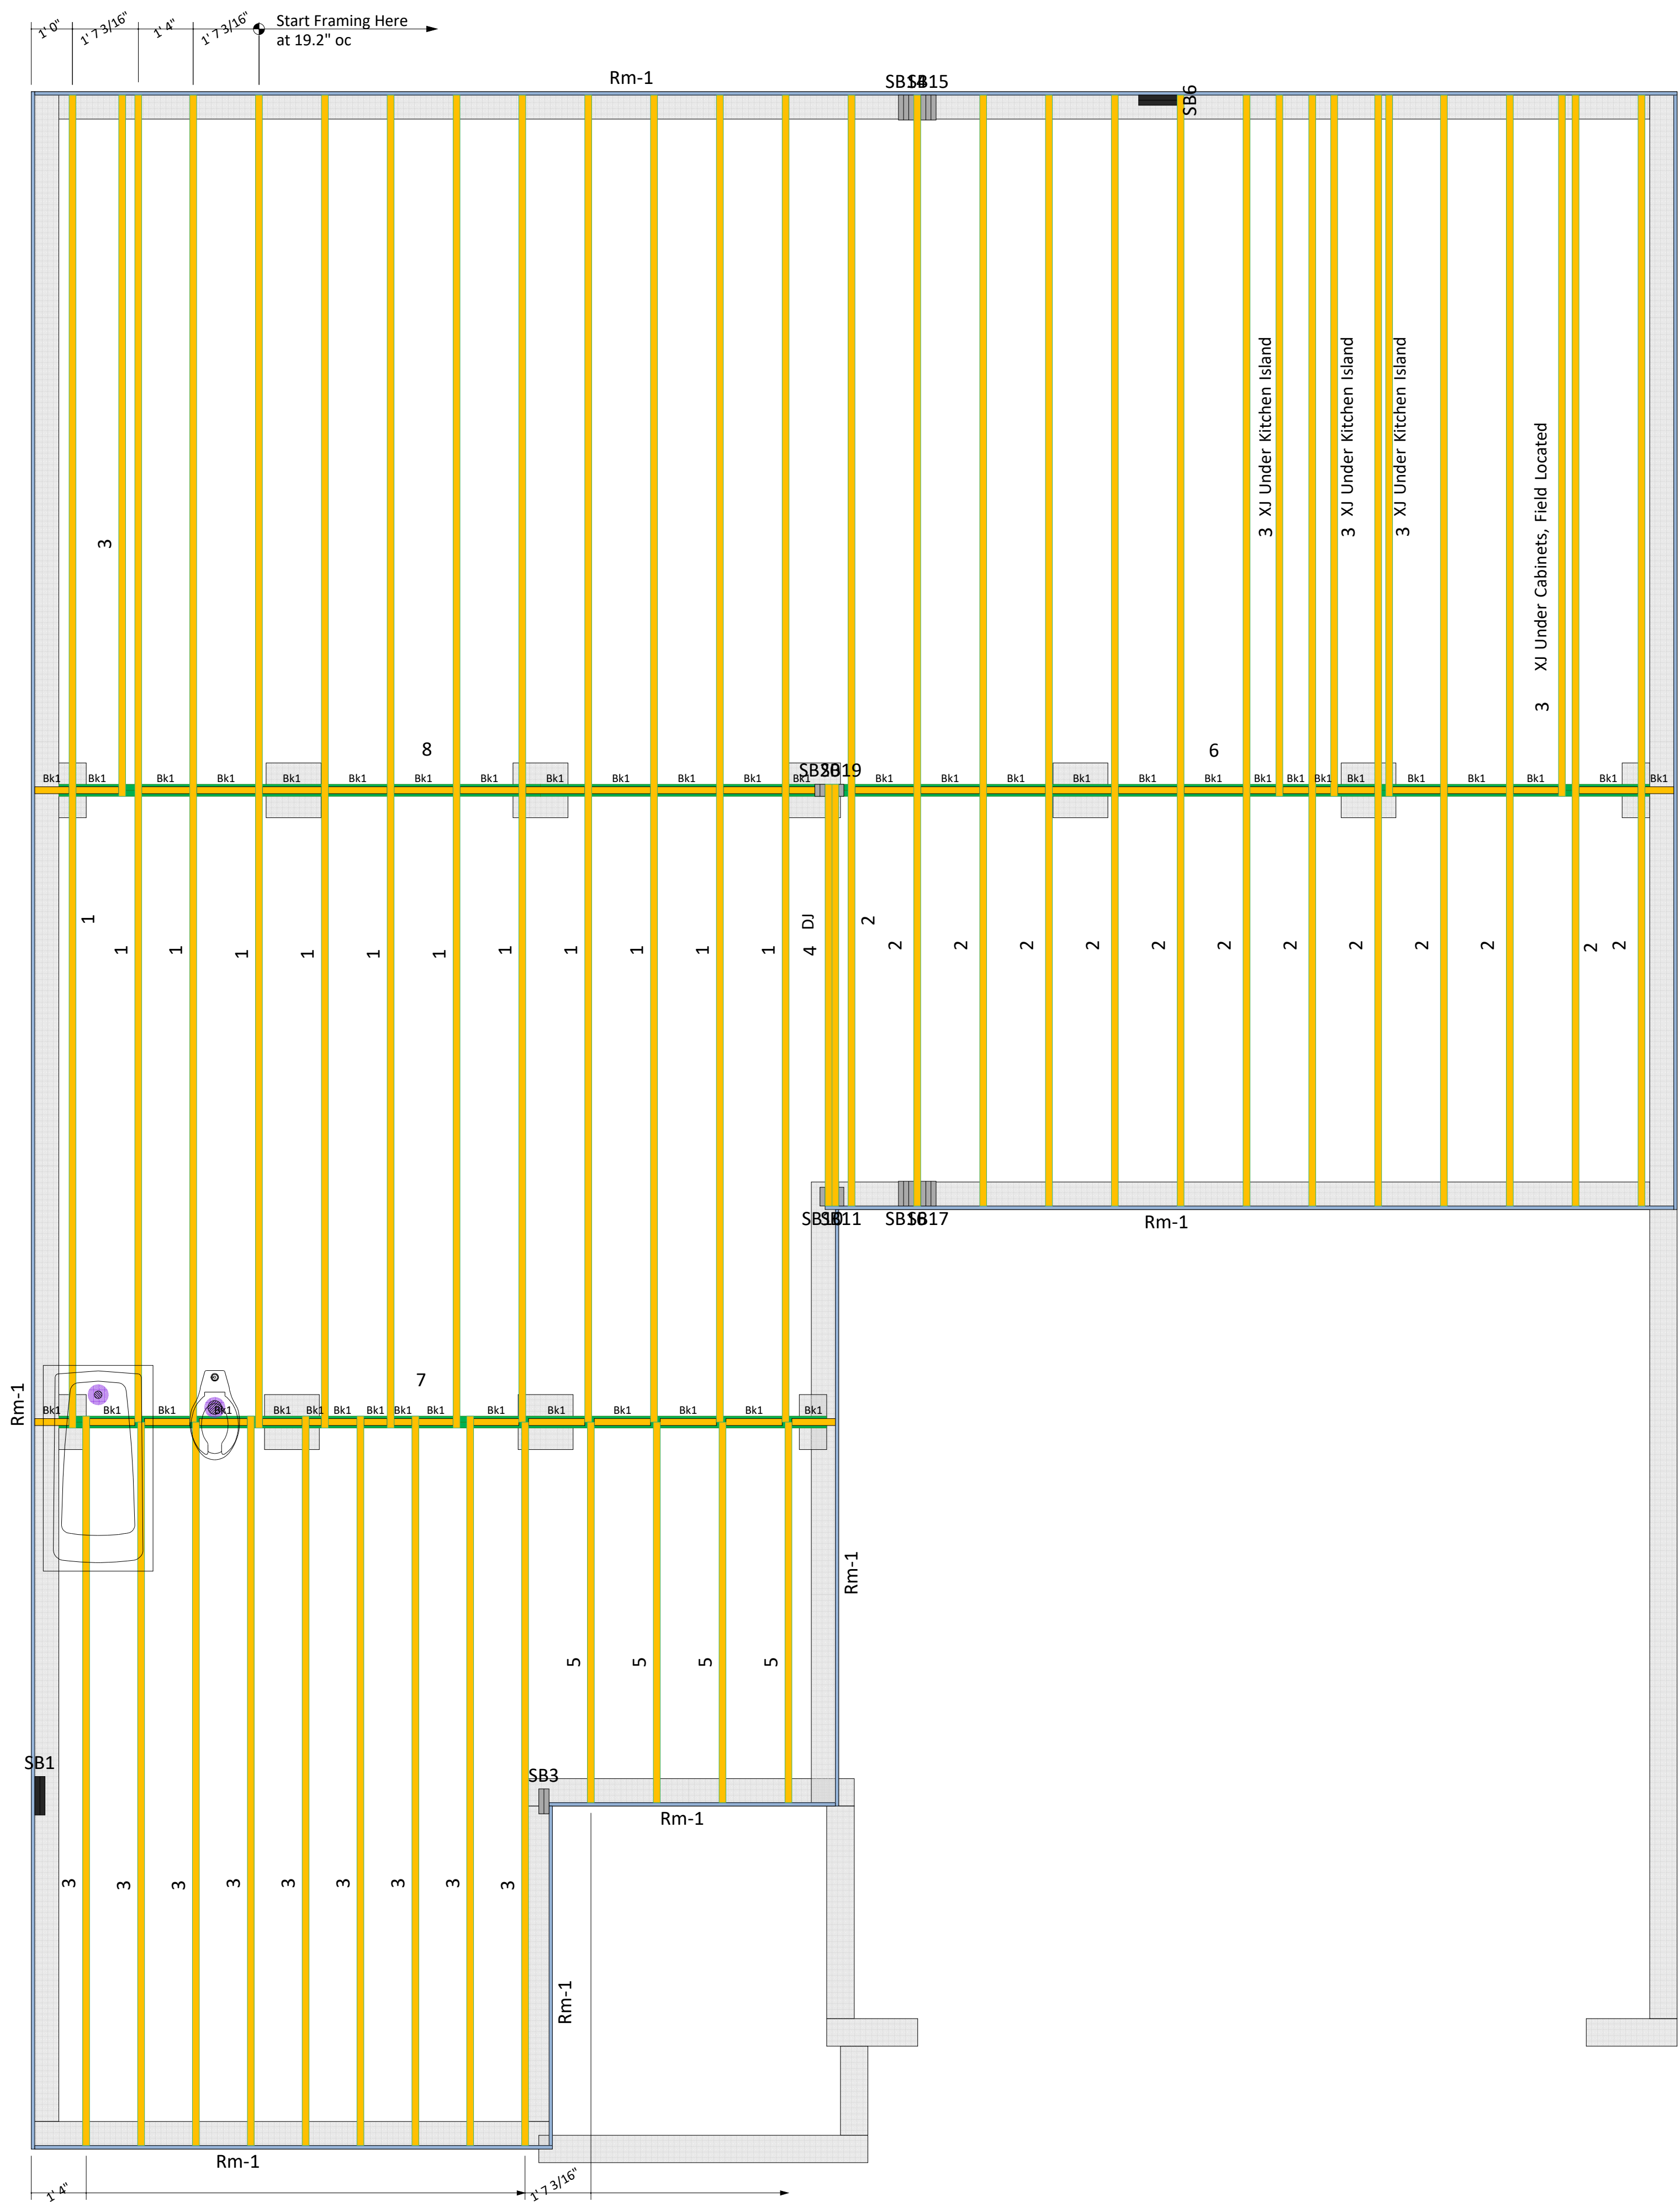 1' 0"
1' 7 3/16"
1' 4"
1' 7 3/16"
Start Framing Here
at 19.2" oc
Rm-1
SB14
SB15
SB6
3
3 XJ Under Kitchen Island
3 XJ Under Kitchen Island
3 XJ Under Kitchen Island
3 XJ Under Cabinets, Field Located
8
6
SB20
SB19
Bk1 Bk1 Bk1 Bk1 Bk1 Bk1 Bk1 Bk1 Bk1 Bk1 Bk1 Bk1 Bk1 Bk1 Bk1 Bk1 Bk1 Bk1 Bk1 Bk1 Bk1 Bk1 Bk1 Bk1 Bk1 Bk1 Bk1 Bk1
1 1 1 1 1 1 1 1 1 1 1 1
4 DJ
2 2 2 2 2 2 2 2 2 2 2 2 2
SB11
SB16
SB17
Rm-1
Rm-1
7
Bk1 Bk1 Bk1 Bk1 Bk1 Bk1 Bk1 Bk1 Bk1 Bk1 Bk1 Bk1 Bk1 Bk1 Bk1
Rm-1
5 5 5 5
SB1
SB3
Rm-1
3 3 3 3 3 3 3 3 3
Rm-1
Rm-1
1' 4"
1' 7 3/16"